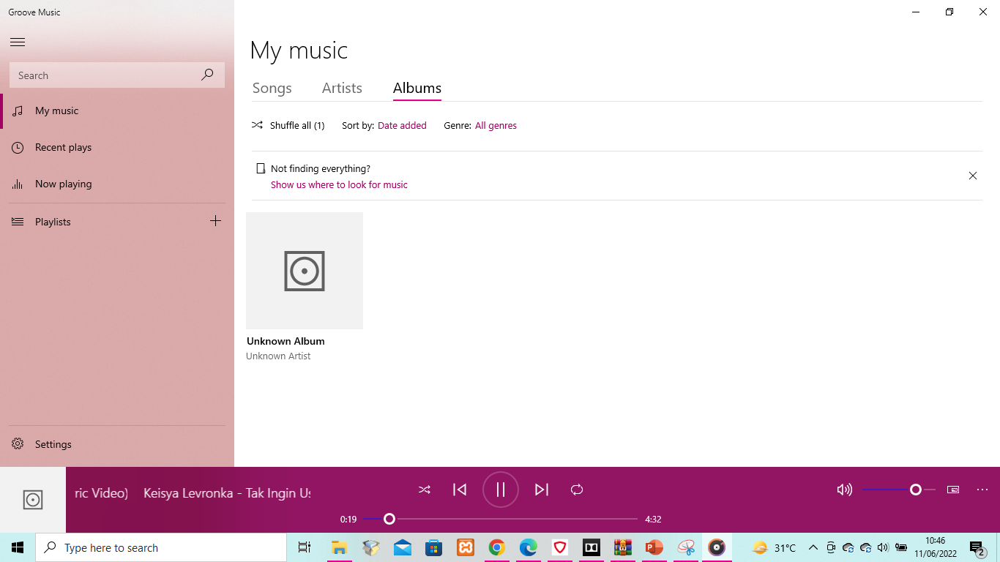 Groove Music
Search
My music
Recent plays
Now playing
Playlists
Settings
My music
Songs Artists Albums
Shuffle all (1) Sort by: Date added Genre: All genres
Not finding everything?
Show us where to look for music
Unknown Album
Unknown Artist
ric Video) Keisya Levronka - Tak Ingin Us
0:19 4:32
Type here to search
31°C
10:46
11/06/2022
2